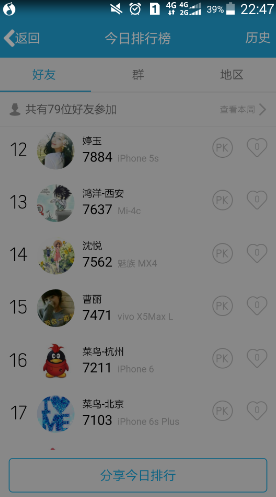 1 4G 4G 39% 22:47
返回 今日排行榜 历史
好友 群 地区
共有79位好友参加 查看本周
12 婷玉 PK 0
7884 iPhone 5s
13 鸿洋-西安 PK 0
7637 Mi-4c
14 沈悦 PK 0
7562 魅族 MX4
15 曹丽 PK 0
7471 vivo X5Max L
16 菜鸟-杭州 PK 0
7211 iPhone 6
17 菜鸟-北京 PK 0
7103 iPhone 6s Plus
分享今日排行